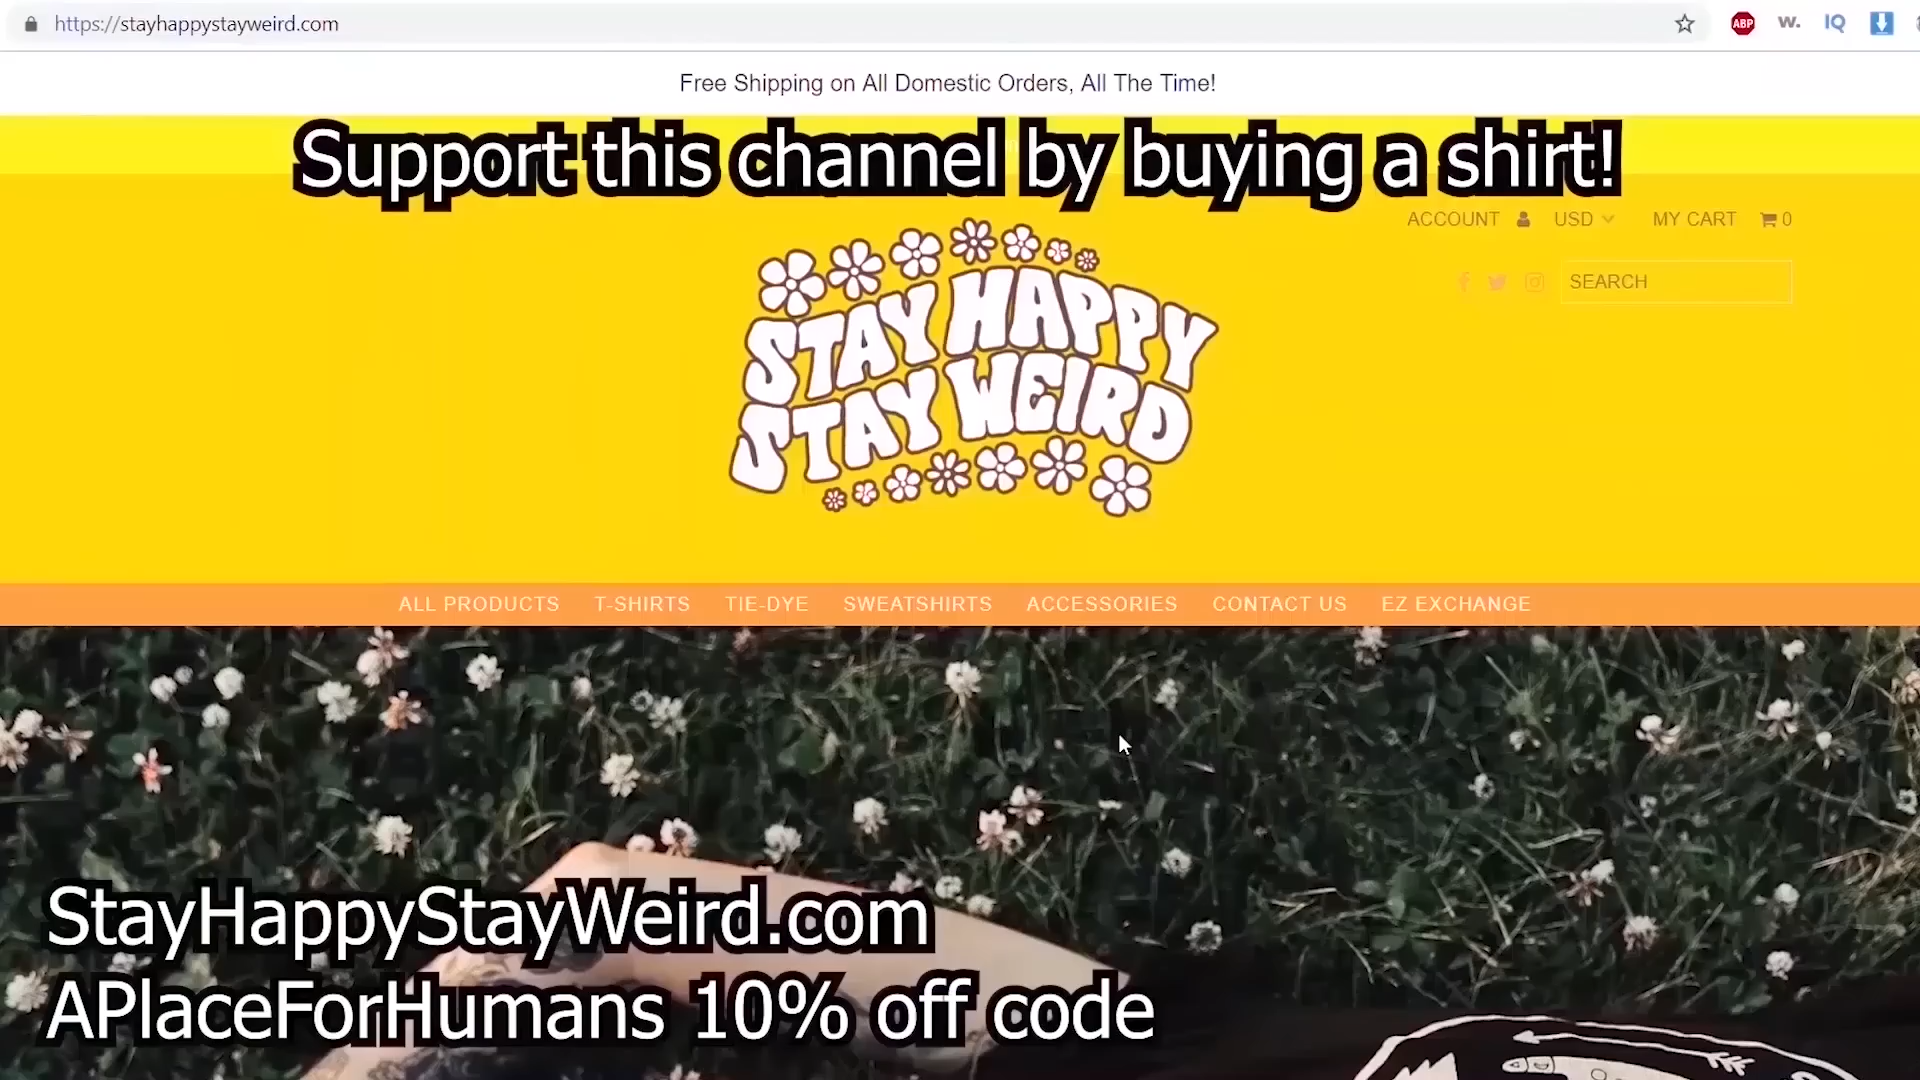 https://stayhappystayweird.com
ABP
w.
IQ
Free Shipping on All Domestic Orders, All The Time!
Support this channel by buying a shirt!
ACCOUNT USD MY CART 0
SEARCH
STAY HAPPY
STAY WEIRD
ALL PRODUCTS T-SHIRTS TIE-DYE SWEATSHIRTS ACCESSORIES CONTACT US EZ EXCHANGE
StayHappyStayWeird.com
APlaceForHumans 10% off code